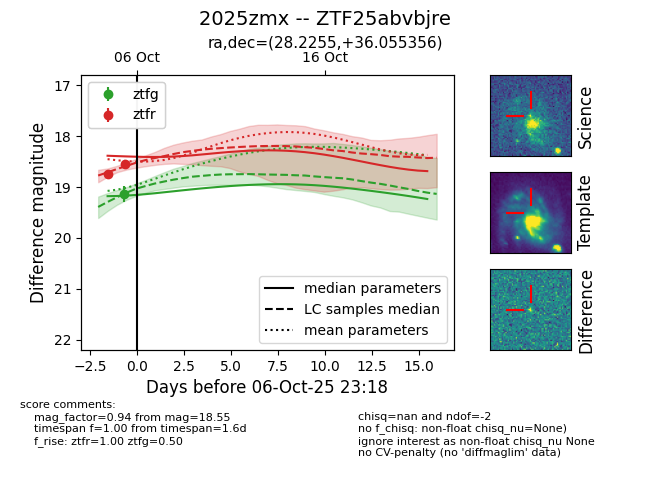 2025zmx -- ZTF25abvbjre
ra,dec=(28.2255,+36.055356)
06 Oct
16 Oct
ztfg
ztfr
17
18
19
20
21
22
Difference magnitude
median parameters
LC samples median
mean parameters
−2.5
0.0
2.5
5.0
7.5
10.0
12.5
15.0
Days before 06-Oct-25 23:18
Science
Template
Difference
score comments:
mag_factor=0.94 from mag=18.55
timespan f=1.00 from timespan=1.6d
f_rise: ztfr=1.00 ztfg=0.50
chisq=nan and ndof=-2
no f_chisq: non-float chisq_nu=None)
ignore interest as non-float chisq_nu None
no CV-penalty (no 'diffmaglim' data)